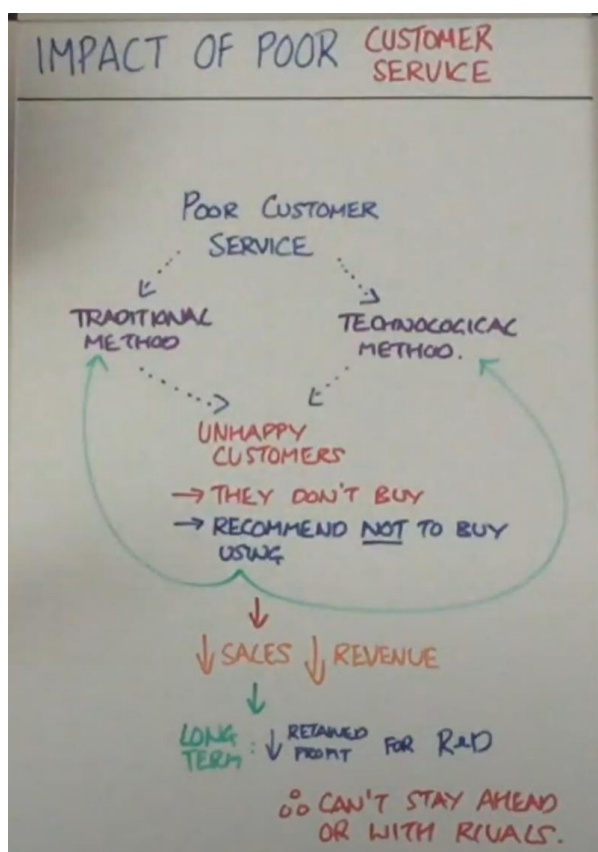 IMPACT OF POOR CUSTOMER
SERVICE
POOR CUSTOMER
SERVICE
TRADITIONAL
METHOD
TECHNOLOGICAL
METHOD.
UNHAPPY
CUSTOMERS
→ THEY DON'T BUY
→ RECOMMEND NOT TO BUY
USING
↓
↓ SALES ↓ REVENUE
↓
LONG
TERM: ↓ RETAINED
PROFIT FOR R&D
∴ CAN'T STAY AHEAD
OR WITH RIVALS.